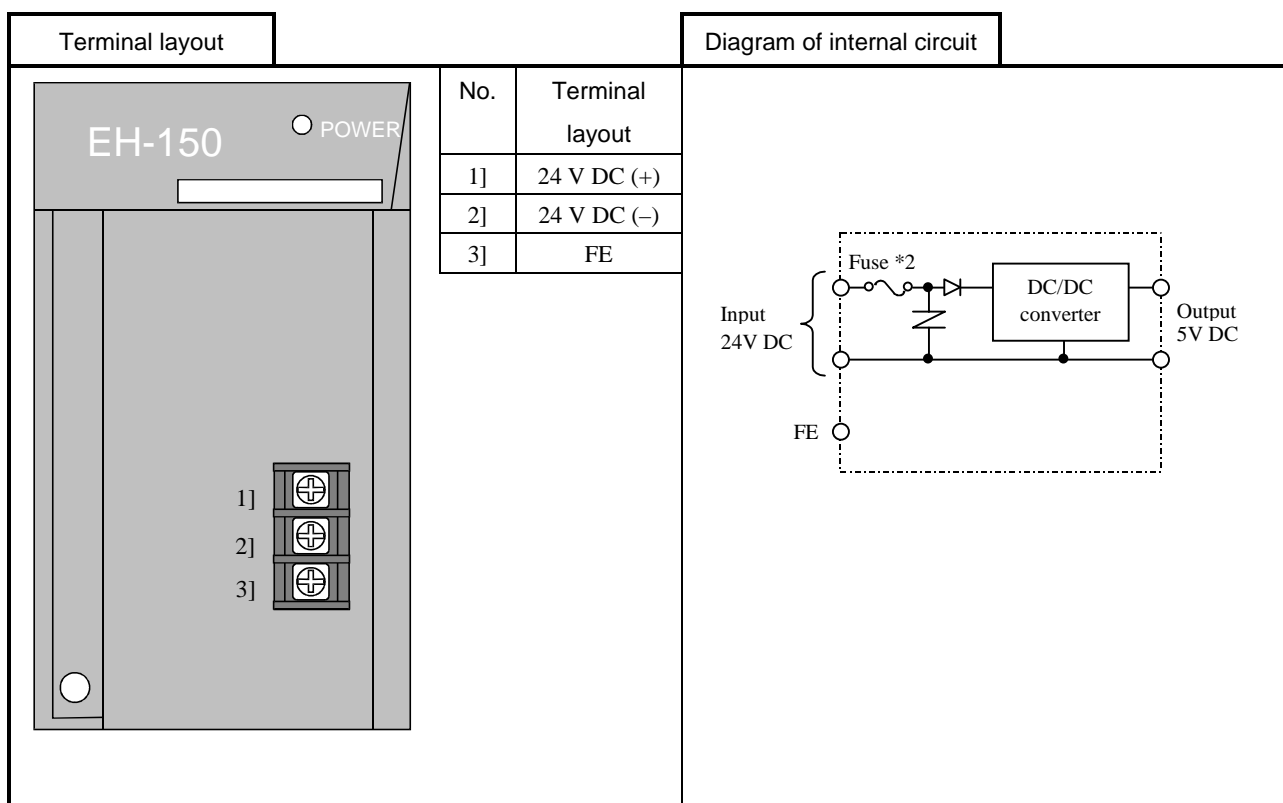 Terminal layout
Diagram of internal circuit
EH-150
POWER
No.
Terminal
layout
1]
24 V DC (+)
2]
24 V DC (–)
3]
FE
1]
2]
3]
Fuse *2
DC/DC
converter
Input
24V DC
Output
5V DC
FE